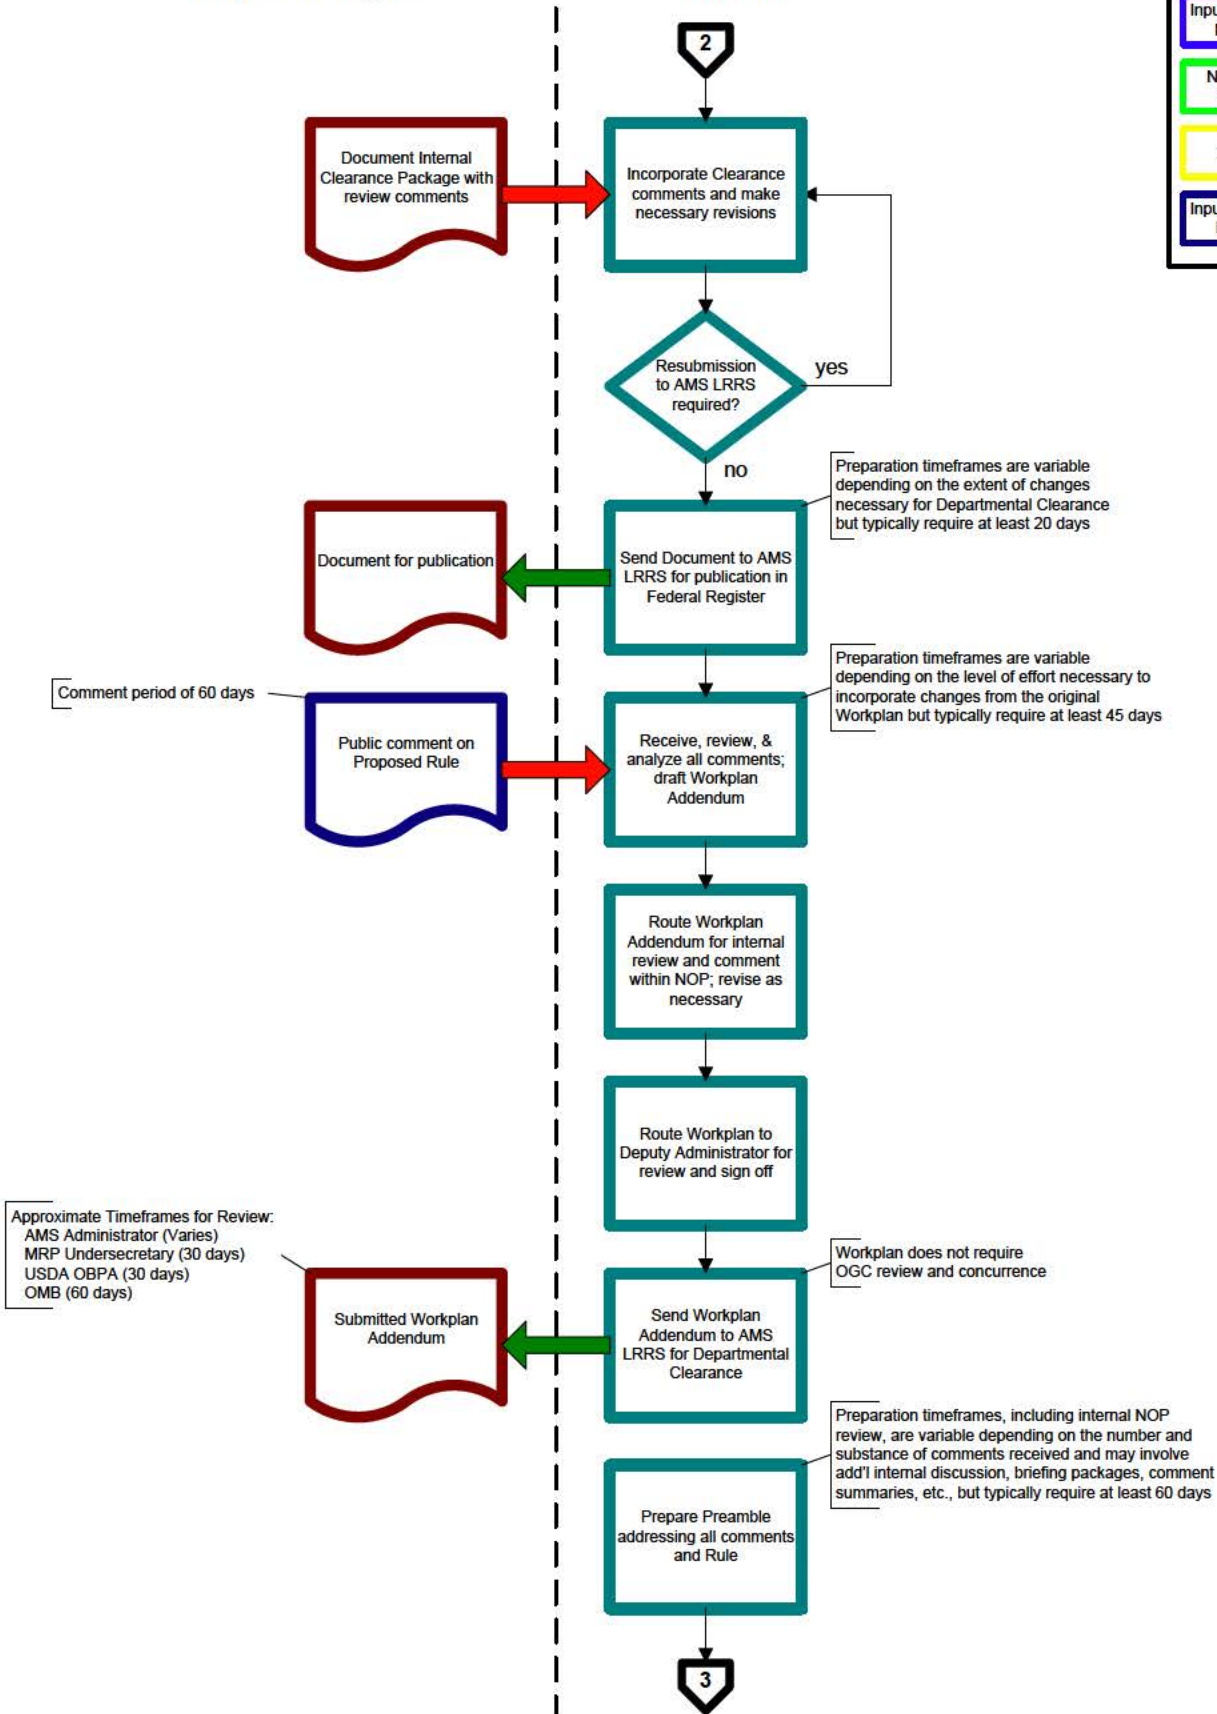 2
Inpu
Document Internal
Clearance Package with
review comments
Incorporate Clearance
comments and make
necessary revisions
N
Inpu
Resubmission
to AMS LRRS
required?
yes
no
Preparation timeframes are variable
depending on the extent of changes
necessary for Departmental Clearance
but typically require at least 20 days
Document for publication
Send Document to AMS
LRRS for publication in
Federal Register
Preparation timeframes are variable
depending on the level of effort necessary to
incorporate changes from the original
Workplan but typically require at least 45 days
Comment period of 60 days
Public comment on
Proposed Rule
Receive, review, &
analyze all comments;
draft Workplan
Addendum
Route Workplan
Addendum for internal
review and comment
within NOP; revise as
necessary
Route Workplan to
Deputy Administrator for
review and sign off
Approximate Timeframes for Review:
AMS Administrator (Varies)
MRP Undersecretary (30 days)
USDA OBPA (30 days)
OMB (60 days)
Workplan does not require
OGC review and concurrence
Submitted Workplan
Addendum
Send Workplan
Addendum to AMS
LRRS for Departmental
Clearance
Preparation timeframes, including internal NOP
review, are variable depending on the number and
substance of comments received and may involve
add'l internal discussion, briefing packages, comment
summaries, etc., but typically require at least 60 days
Prepare Preamble
addressing all comments
and Rule
3